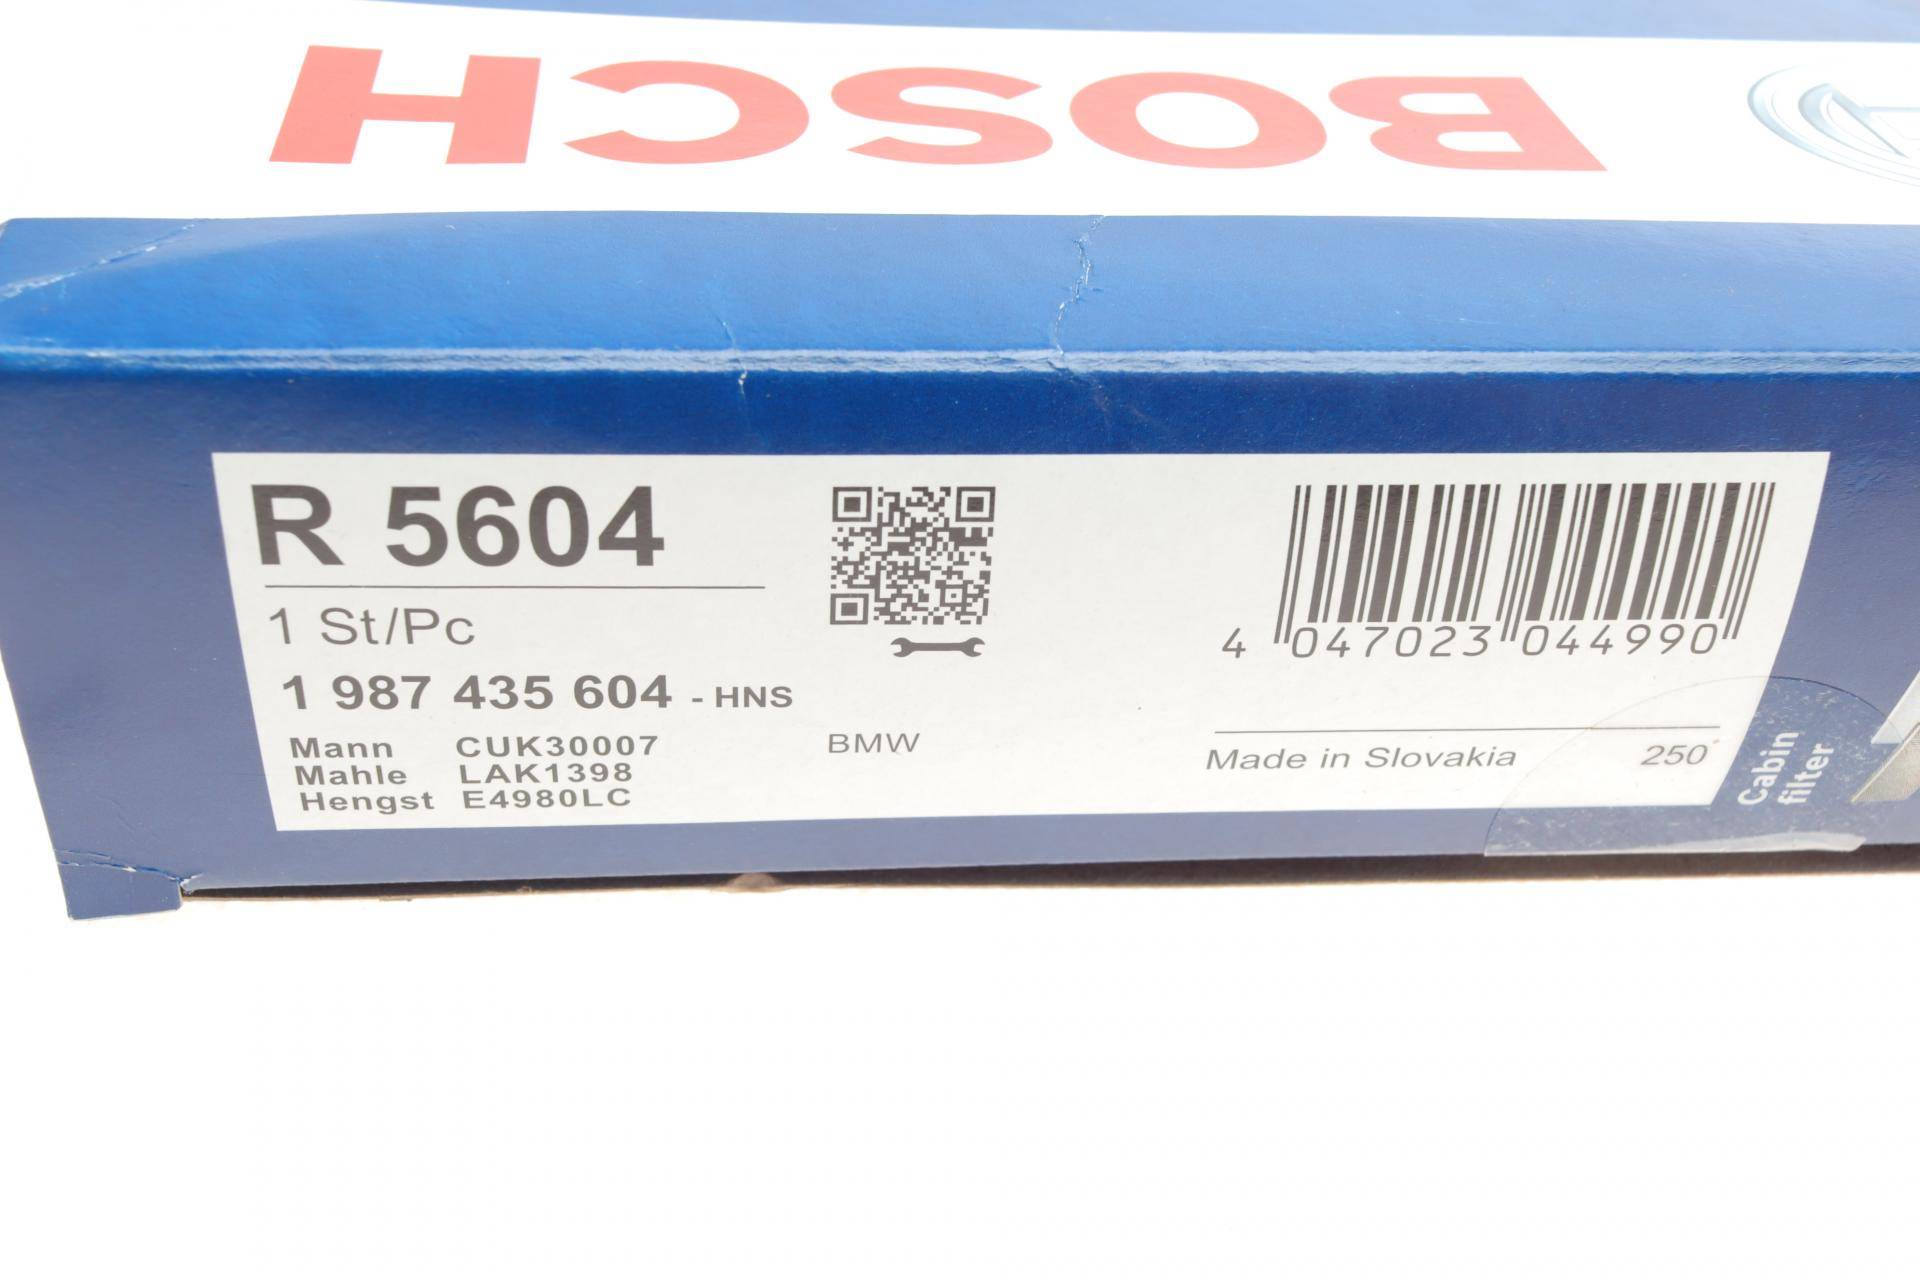 BOSCH
R 5604
1 St/Pc
1 987 435 604 - HNS
Mann CUK30007
Mahle LAK1398
Hengst E4980LC
BMW
4 047023 044990
Made in Slovakia 250°
Cabin
filter